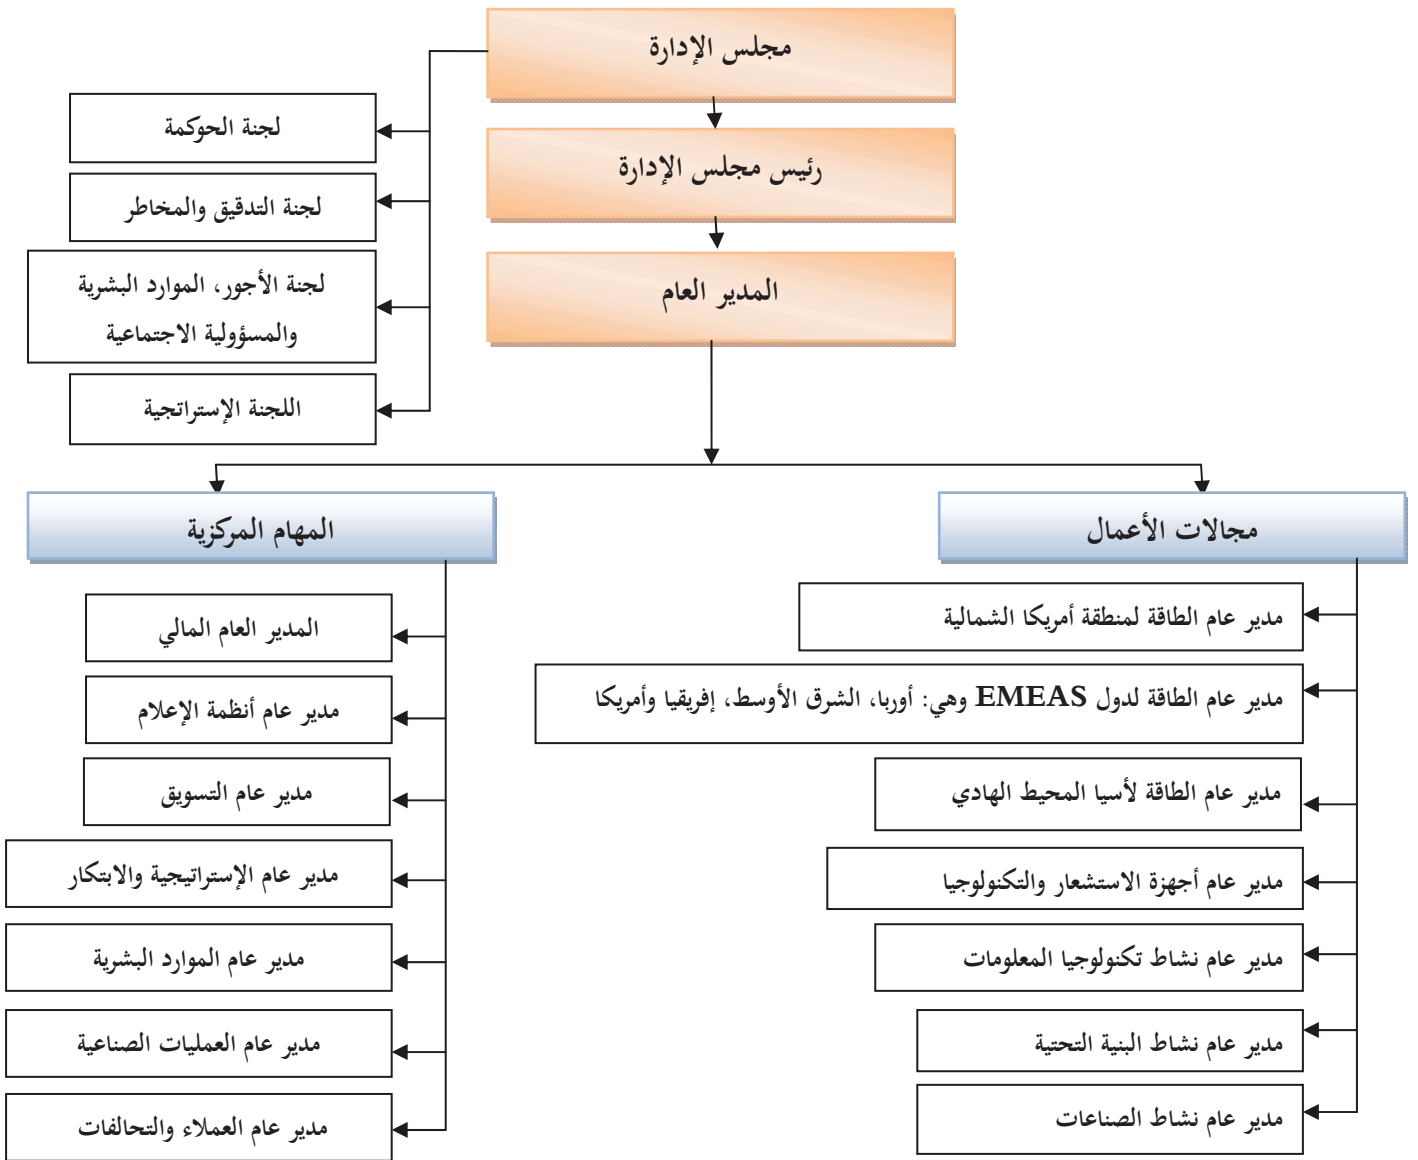 مجلس الإدارة
رئيس مجلس الإدارة
المدير العام
لجنة الحوكمة
لجنة التدقيق والمخاطر
لجنة الأجور، الموارد البشرية
والمسؤولية الاجتماعية
اللجنة الإستراتجية
مجالات الأعمال
مدير عام الطاقة لمنطقة أمريكا الشمالية
مدير عام الطاقة لدول EMEAS وهي: أوربا، الشرق الأوسط، إفريقيا وأمريكا
مدير عام الطاقة لأسيا المحيط الهادي
مدير عام أجهزة الاستشعار والتكنولوجيا
مدير عام نشاط تكنولوجيا المعلومات
مدير عام نشاط البنية التحتية
مدير عام نشاط الصناعات
المهام المركزية
المدير العام المالي
مدير عام أنظمة الإعلام
مدير عام التسويق
مدير عام الإستراتيجية والابتكار
مدير عام الموارد البشرية
مدير عام العمليات الصناعية
مدير عام العملاء والتحالفات